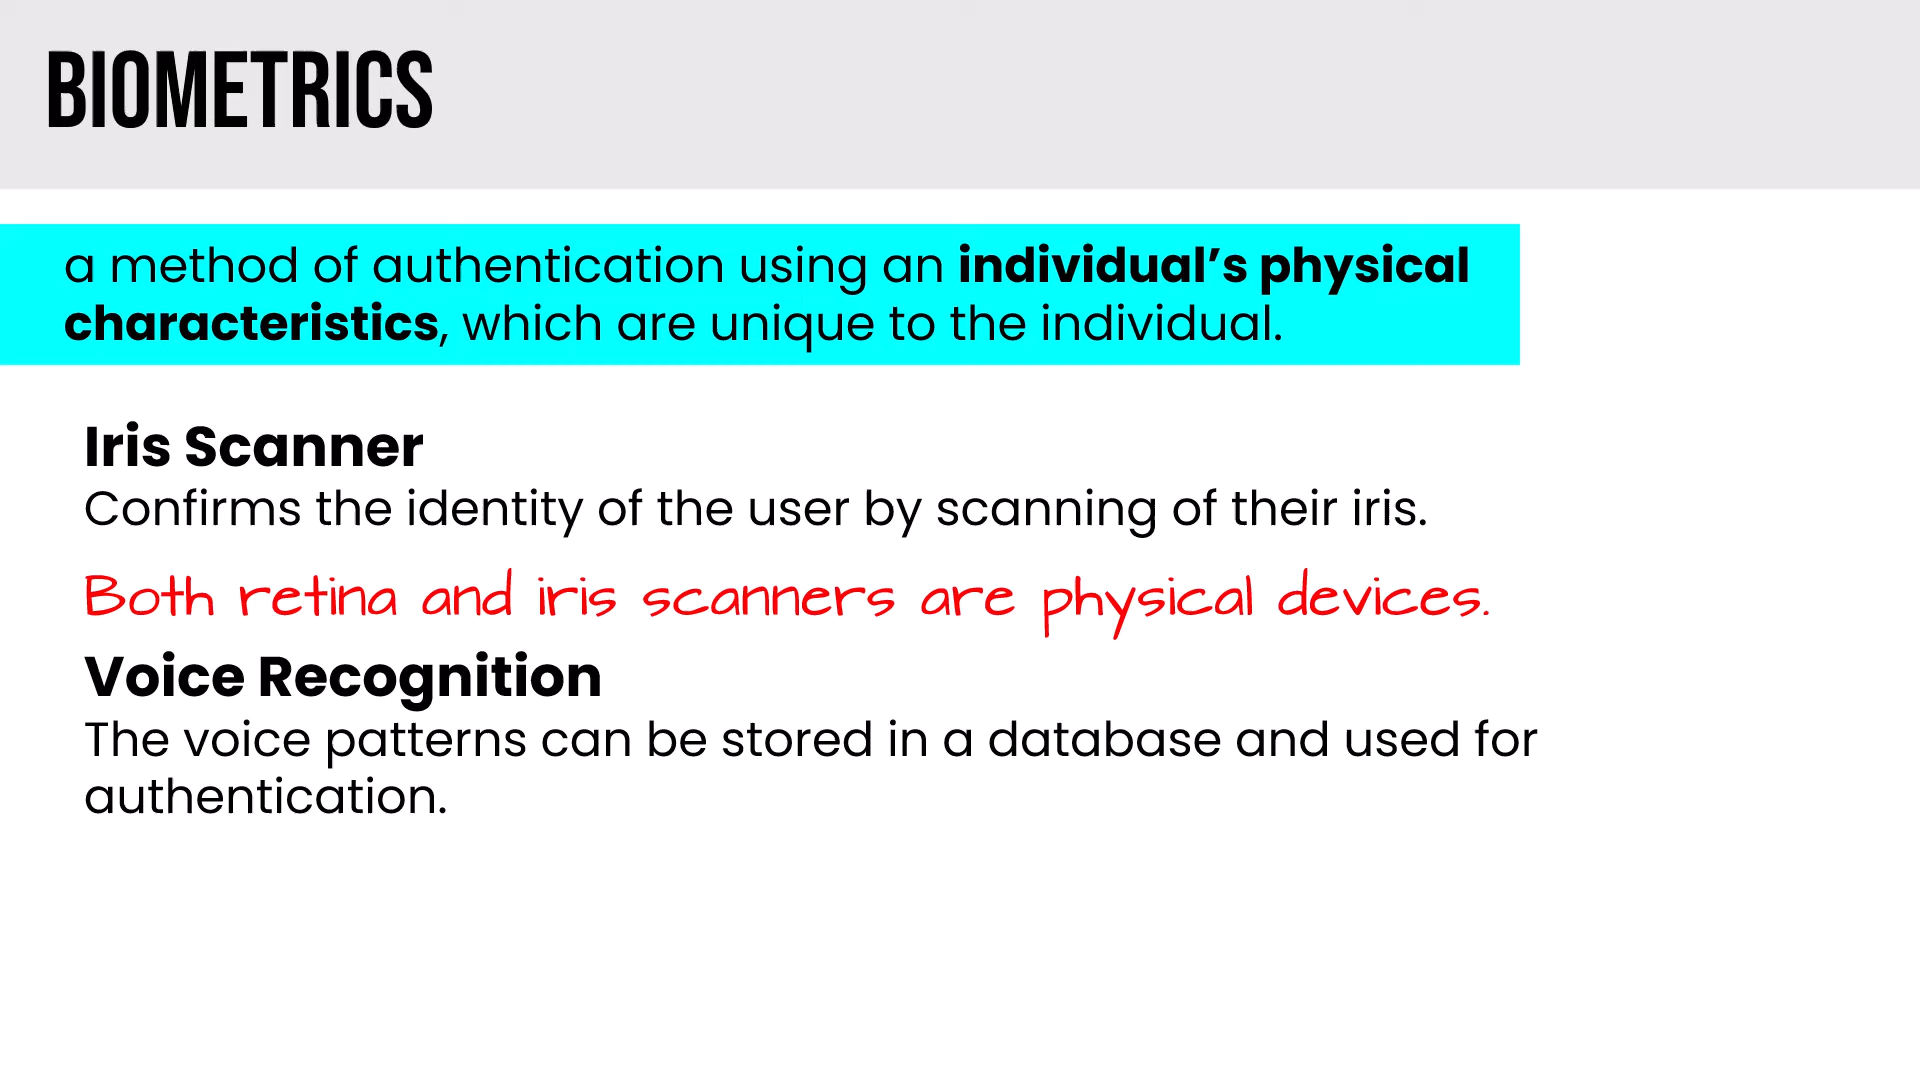 BIOMETRICS
a method of authentication using an individual’s physical
characteristics, which are unique to the individual.
Iris Scanner
Confirms the identity of the user by scanning of their iris.
Both retina and iris scanners are physical devices.
Voice Recognition
The voice patterns can be stored in a database and used for
authentication.